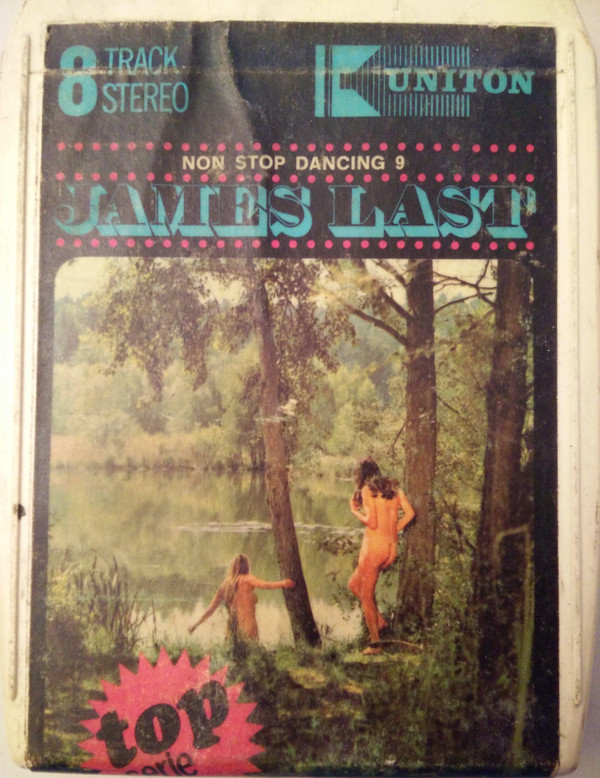 8 TRACK
STEREO
UNITON
NON STOP DANCING 9
JAMES LAST
top
serie